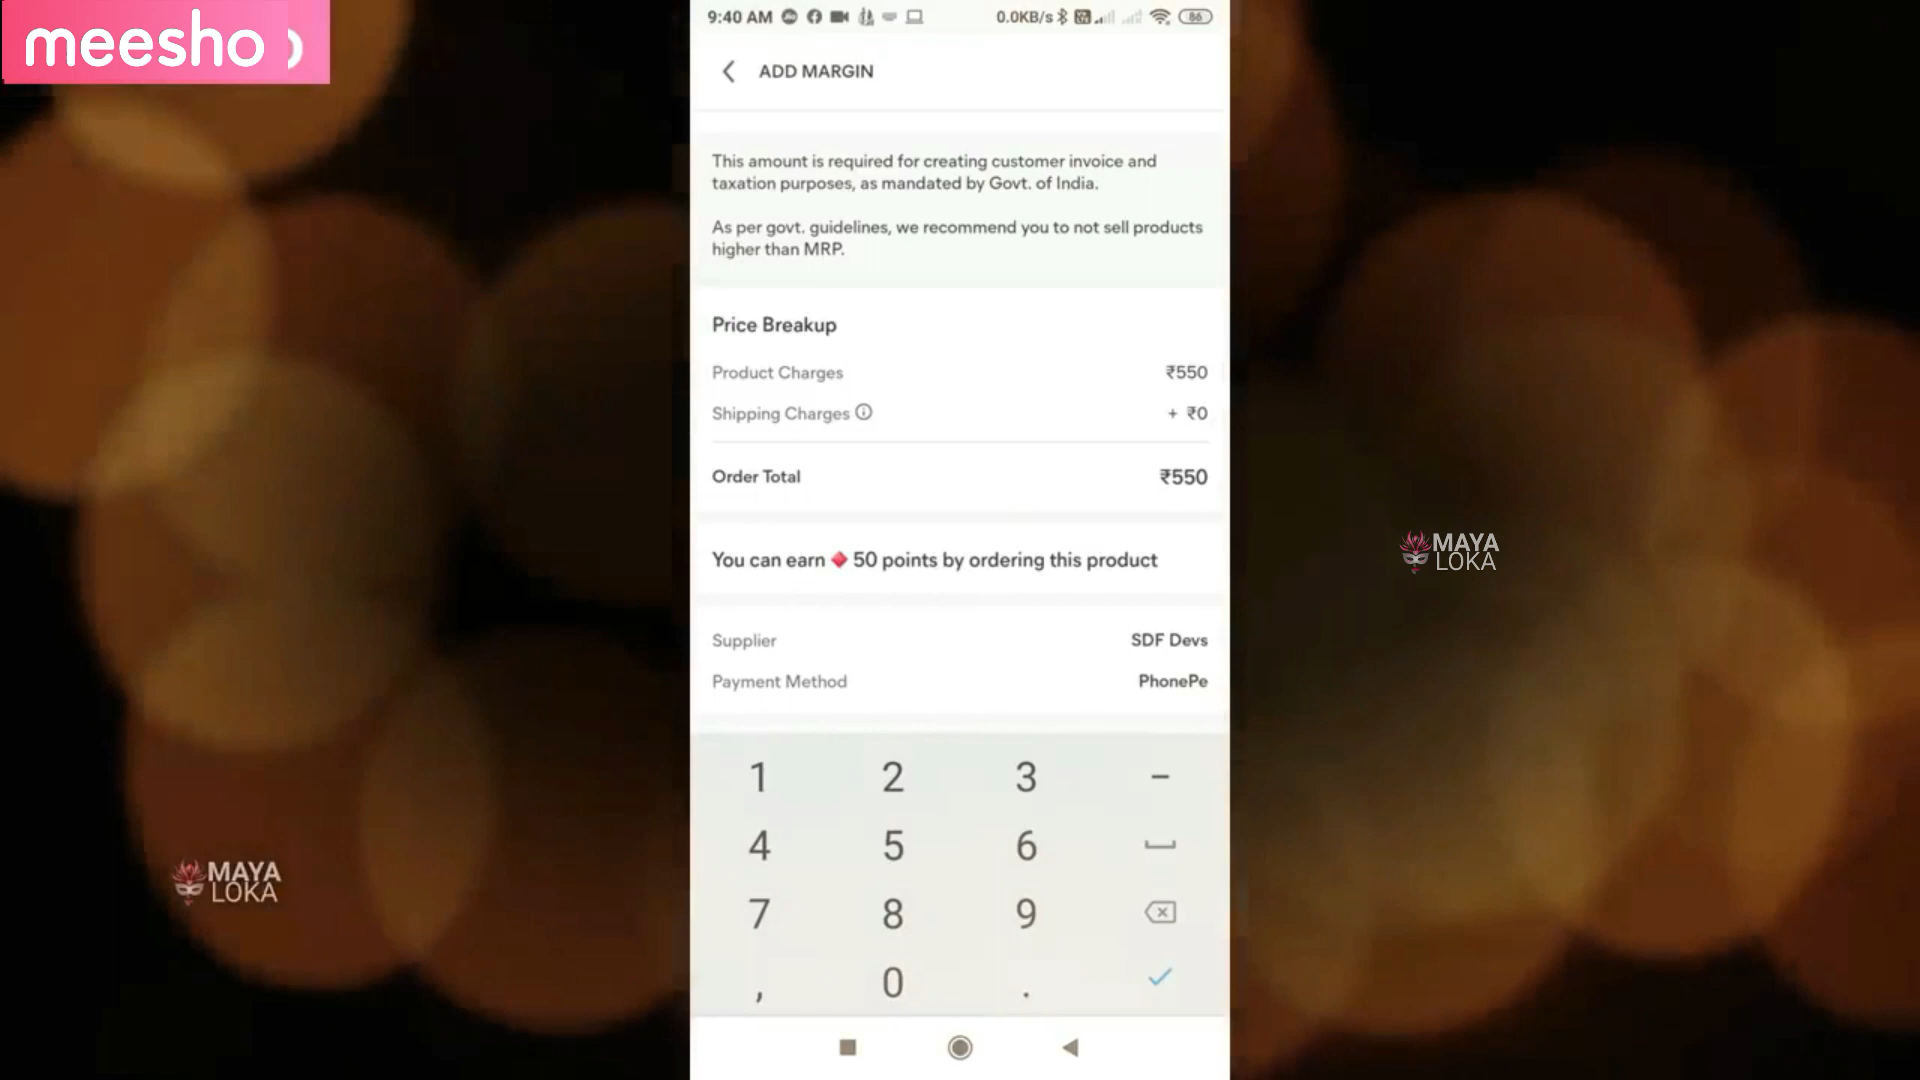 meesho
9:40 AM 0.0KB/s 86
ADD MARGIN
This amount is required for creating customer invoice and
taxation purposes, as mandated by Govt. of India.
As per govt. guidelines, we recommend you to not sell products
higher than MRP.
Price Breakup
Product Charges ₹550
Shipping Charges + ₹0
Order Total ₹550
You can earn 50 points by ordering this product
Supplier SDF Devs
Payment Method PhonePe
1 2 3 -
4 5 6
7 8 9
, 0 .
MAYA
LOKA
MAYA
LOKA